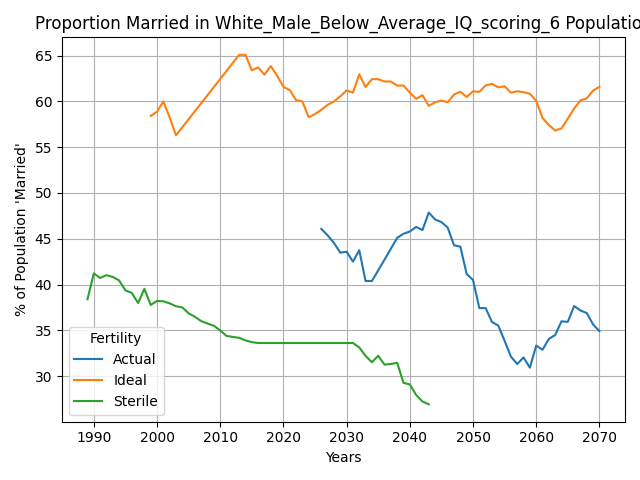 Proportion Married in White_Male_Below_Average_IQ_scoring_6 Populatio
65
60
55
50
45
40
35
30
% of Population 'Married'
Fertility
Actual
Ideal
Sterile
1990 2000 2010 2020 2030 2040 2050 2060 2070
Years